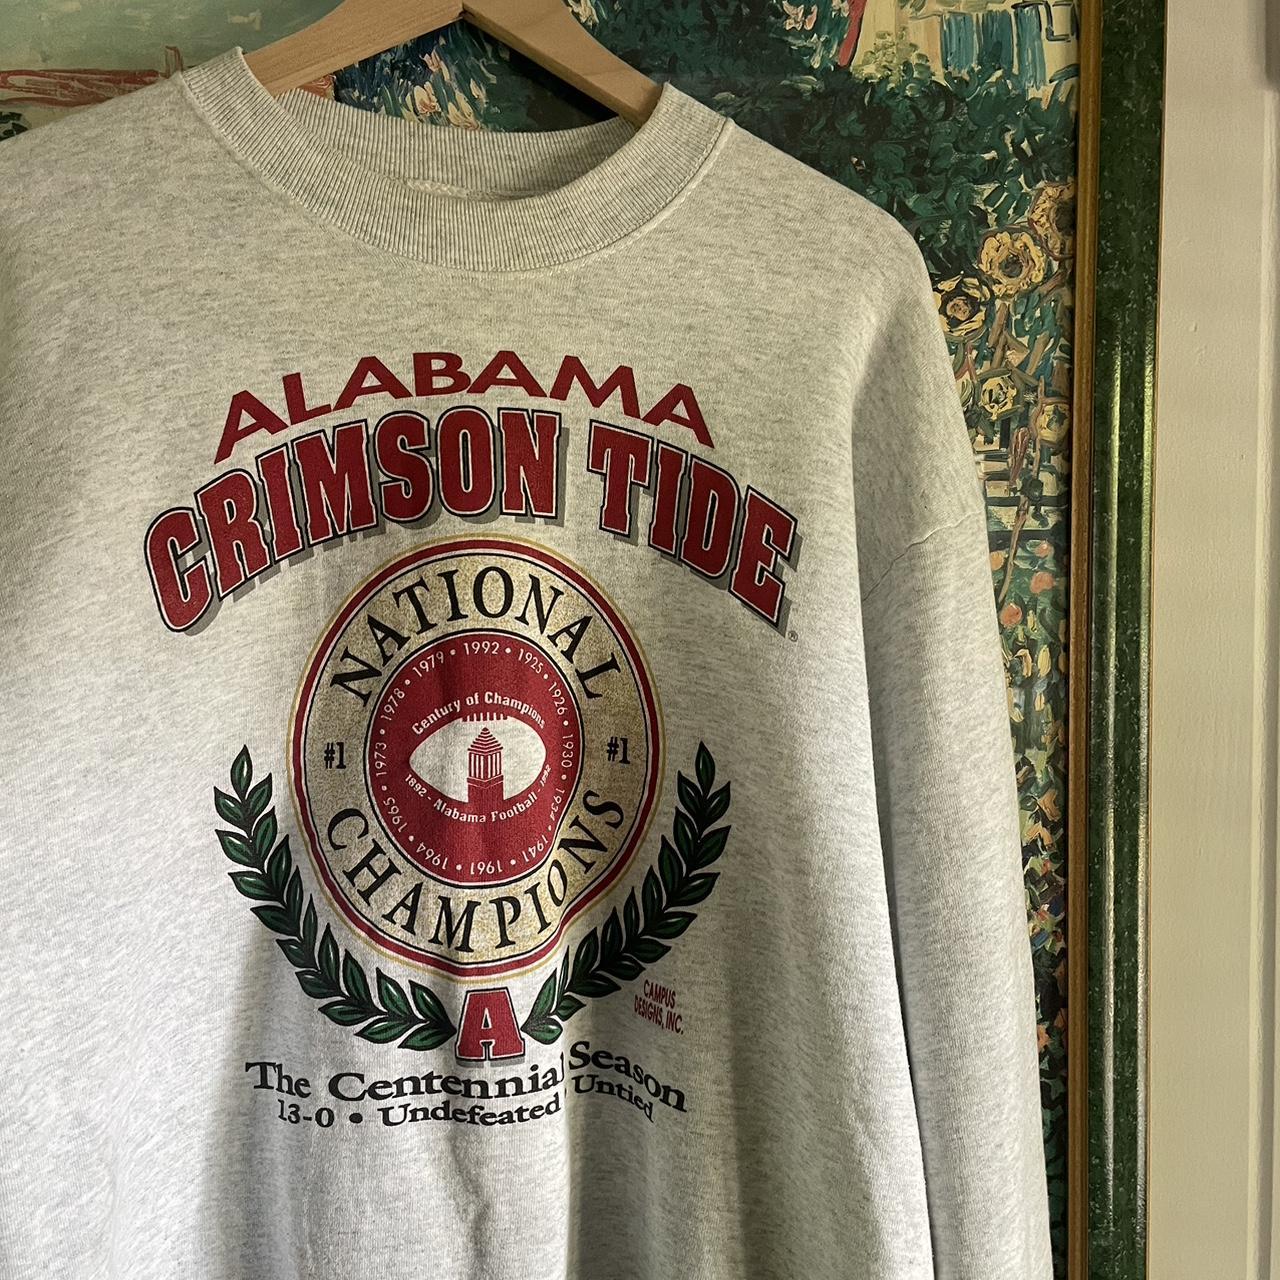 ALABAMA
CRIMSON TIDE®
NATIONAL
#1 #1
CHAMPIONS
1992 • 1925 • 1926 • 1930 • 1934 • 1941 • 1961 • 1964 • 1965 • 1973 • 1978 • 1979 •
Century of Champions
1892 - Alabama Football - 1992
A
CAMPUS
DESIGNS, INC.
The Centennial Season
13-0 • Undefeated Untied